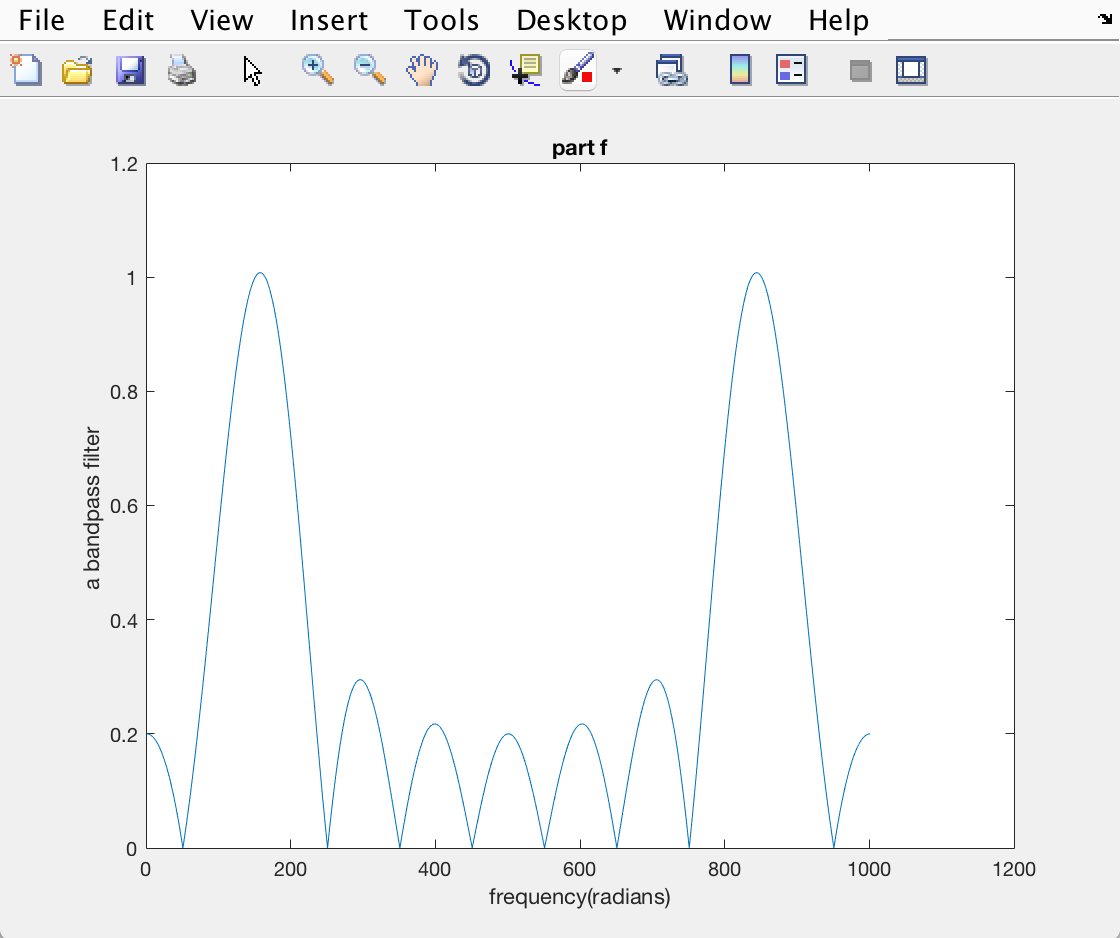 File Edit View Insert Tools Desktop Window Help
part f
1.2
1
0.8
0.6
0.4
0.2
0
a bandpass filter
0 200 400 600 800 1000 1200
frequency(radians)